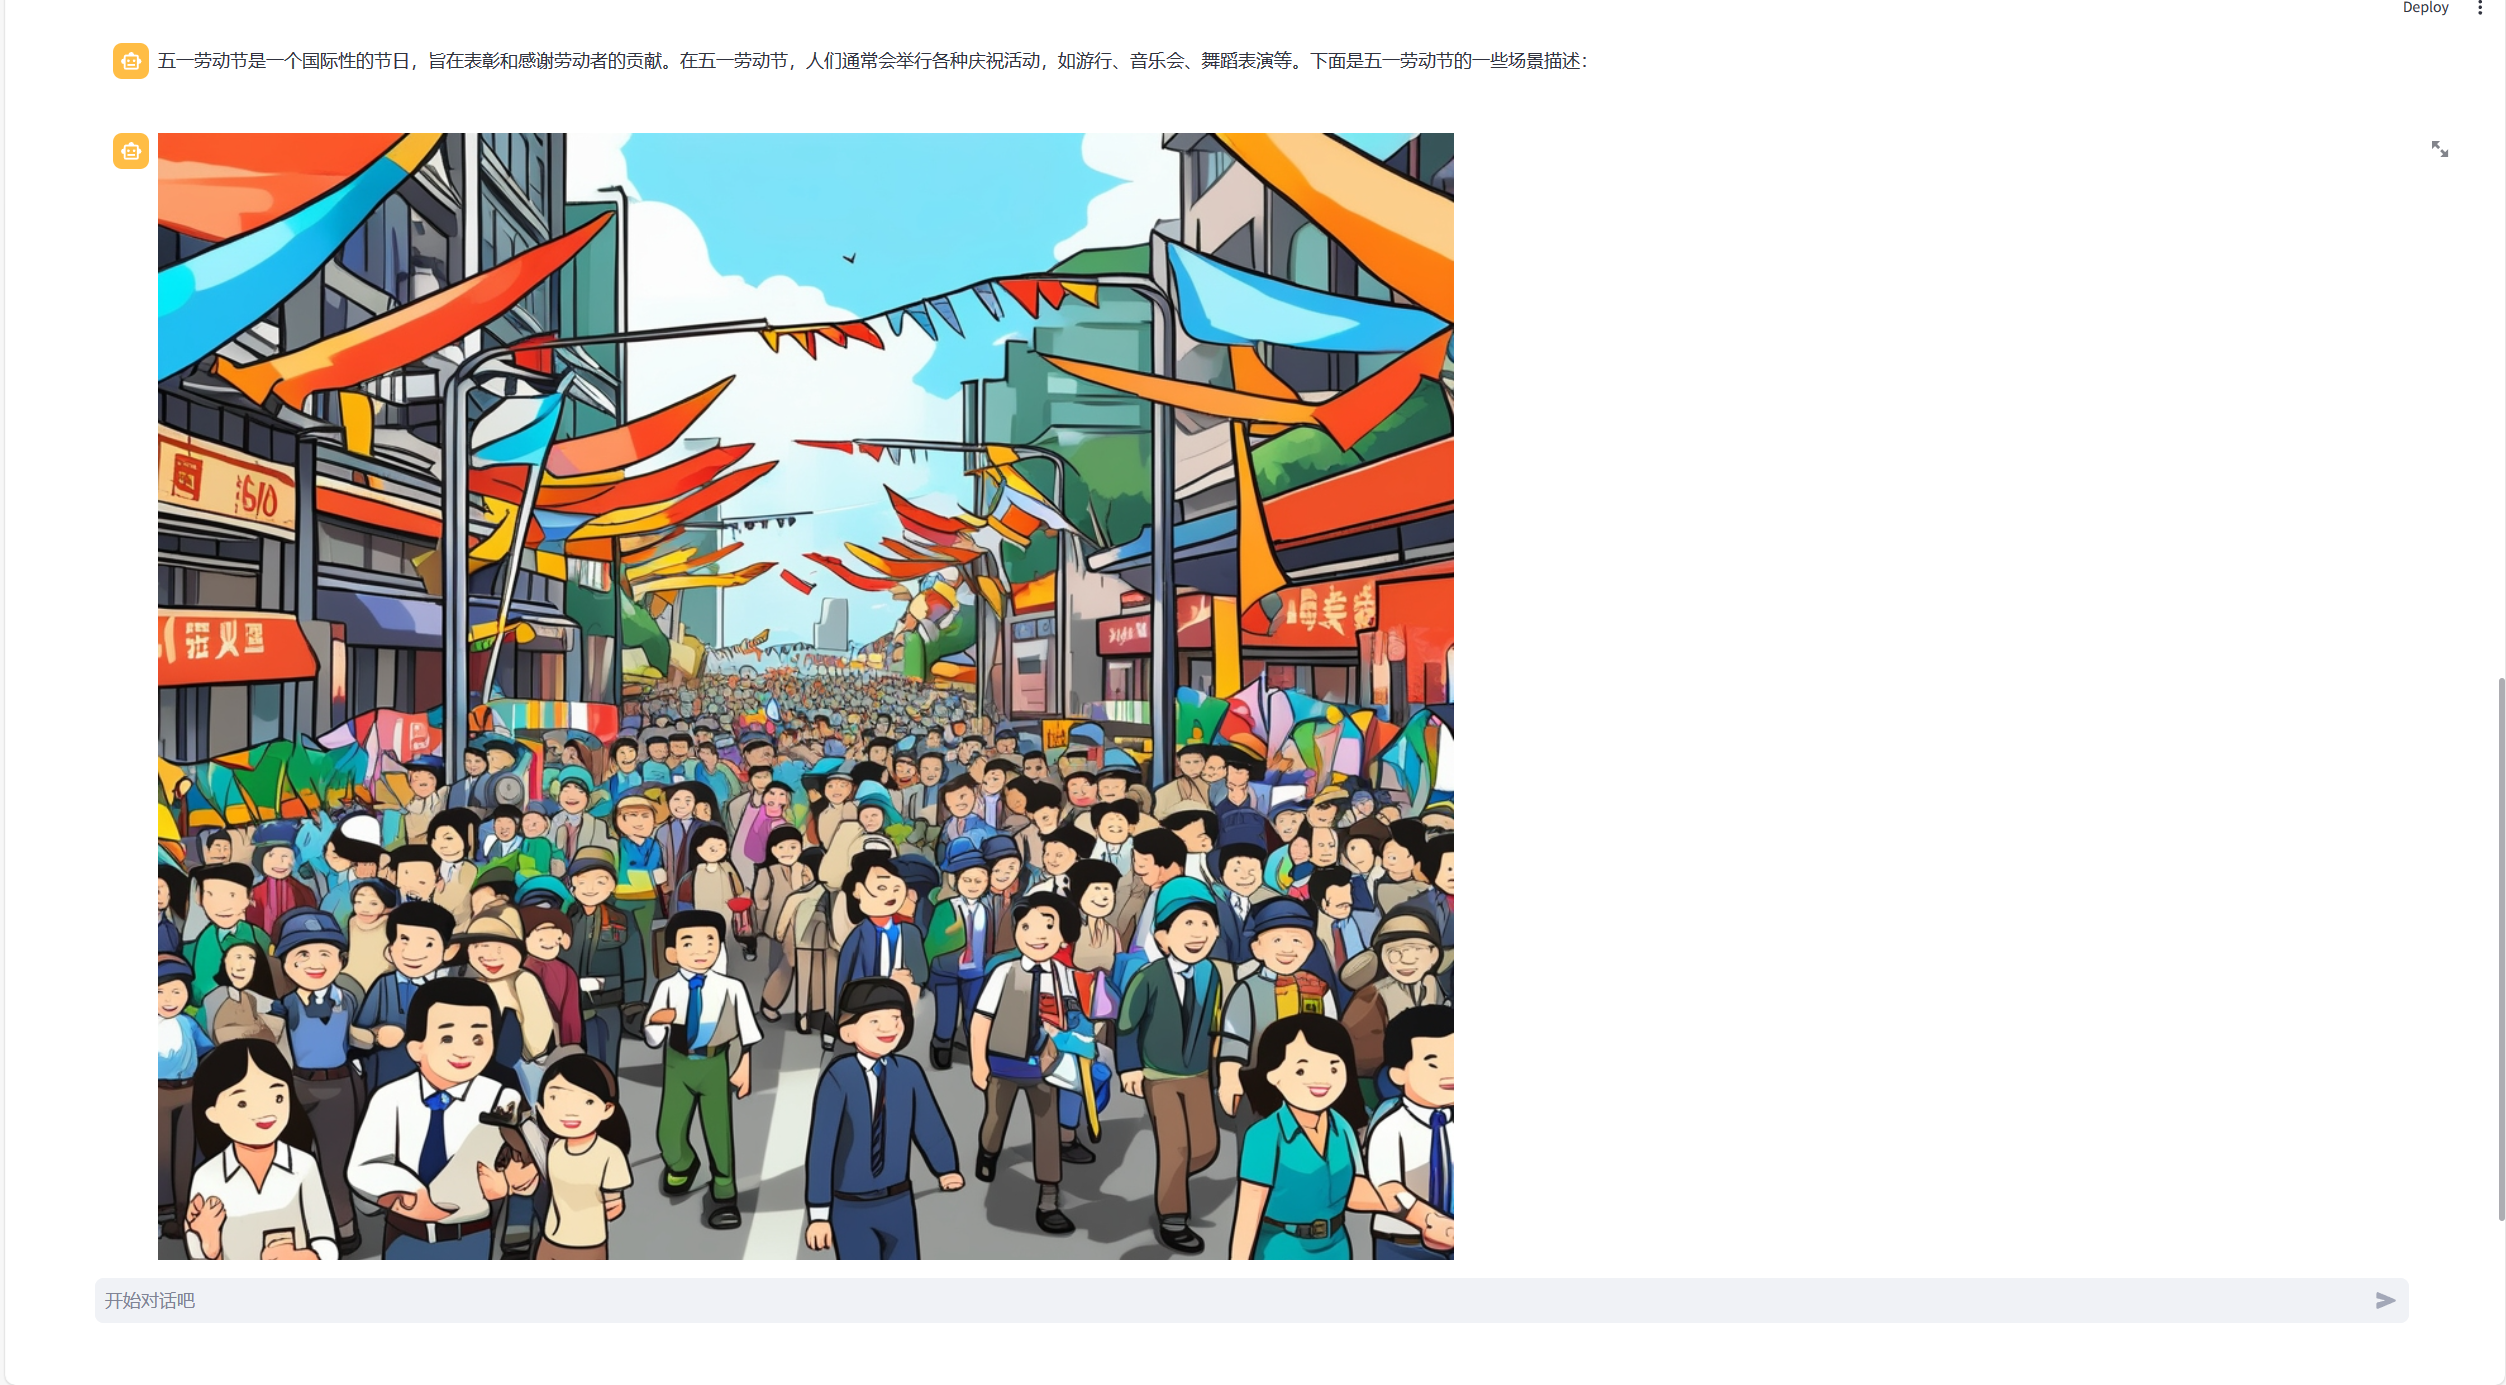 Deploy
五一劳动节是一个国际性的节日，旨在表彰和感谢劳动者的贡献。在五一劳动节，人们通常会举行各种庆祝活动，如游行、音乐会、舞蹈表演等。下面是五一劳动节的一些场景描述：
开始对话吧